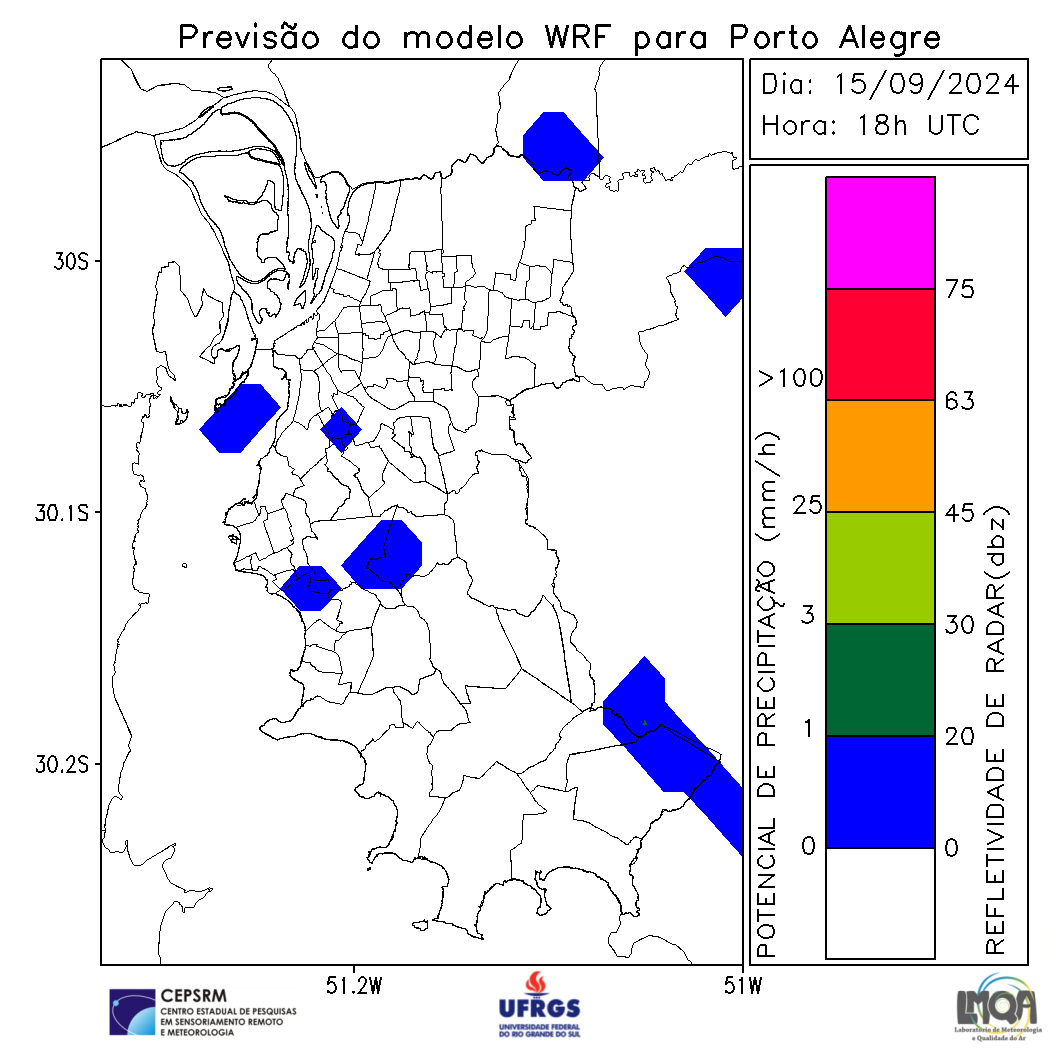 Previsão do modelo WRF para Porto Alegre
Dia: 15/09/2024
Hora: 18h UTC
30S
30.1S
30.2S
51.2W
51W
POTENCIAL DE PRECIPITAÇÃO (mm/h)
>100
25
3
1
0
75
63
45
30
20
0
REFLETIVIDADE DE RADAR(dbz)
CEPSRM
CENTRO ESTADUAL DE PESQUISAS
EM SENSORIAMENTO REMOTO
E METEOROLOGIA
UFRGS
UNIVERSIDADE FEDERAL
DO RIO GRANDE DO SUL
LMQA
Laboratório de Meteorologia
e Qualidade do Ar